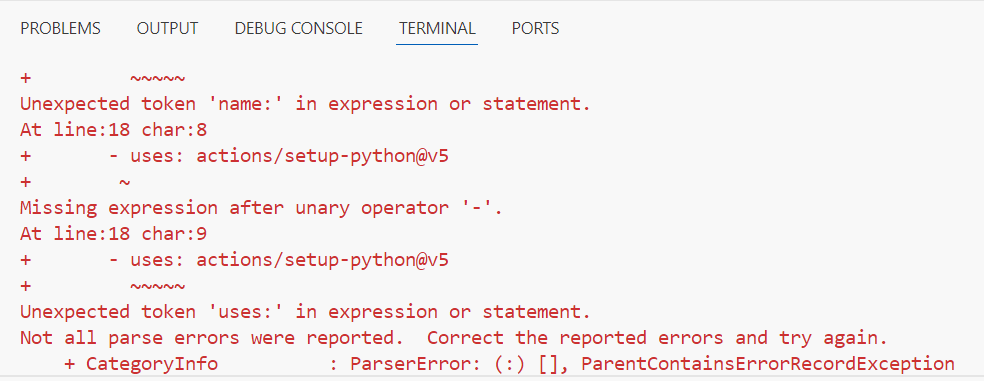 PROBLEMS OUTPUT DEBUG CONSOLE TERMINAL PORTS
+         ~~~~~
Unexpected token 'name:' in expression or statement.
At line:18 char:8
+       - uses: actions/setup-python@v5
+        ~
Missing expression after unary operator '-'.
At line:18 char:9
+       - uses: actions/setup-python@v5
+         ~~~~~
Unexpected token 'uses:' in expression or statement.
Not all parse errors were reported.  Correct the reported errors and try again.
    + CategoryInfo          : ParserError: (:) [], ParentContainsErrorRecordException